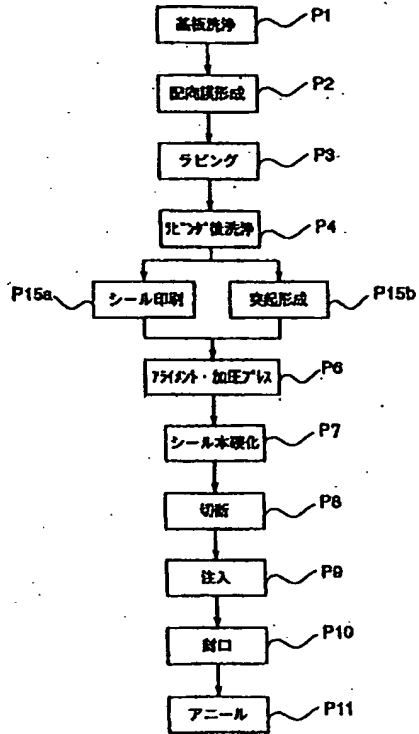 基板洗浄 P1
配向膜形成 P2
ラビング P3
ラビング後洗浄 P4
P15a シール印刷 突起形成 P15b
アライメント・加圧プレス P6
シール本硬化 P7
切断 P8
注入 P9
封口 P10
アニール P11